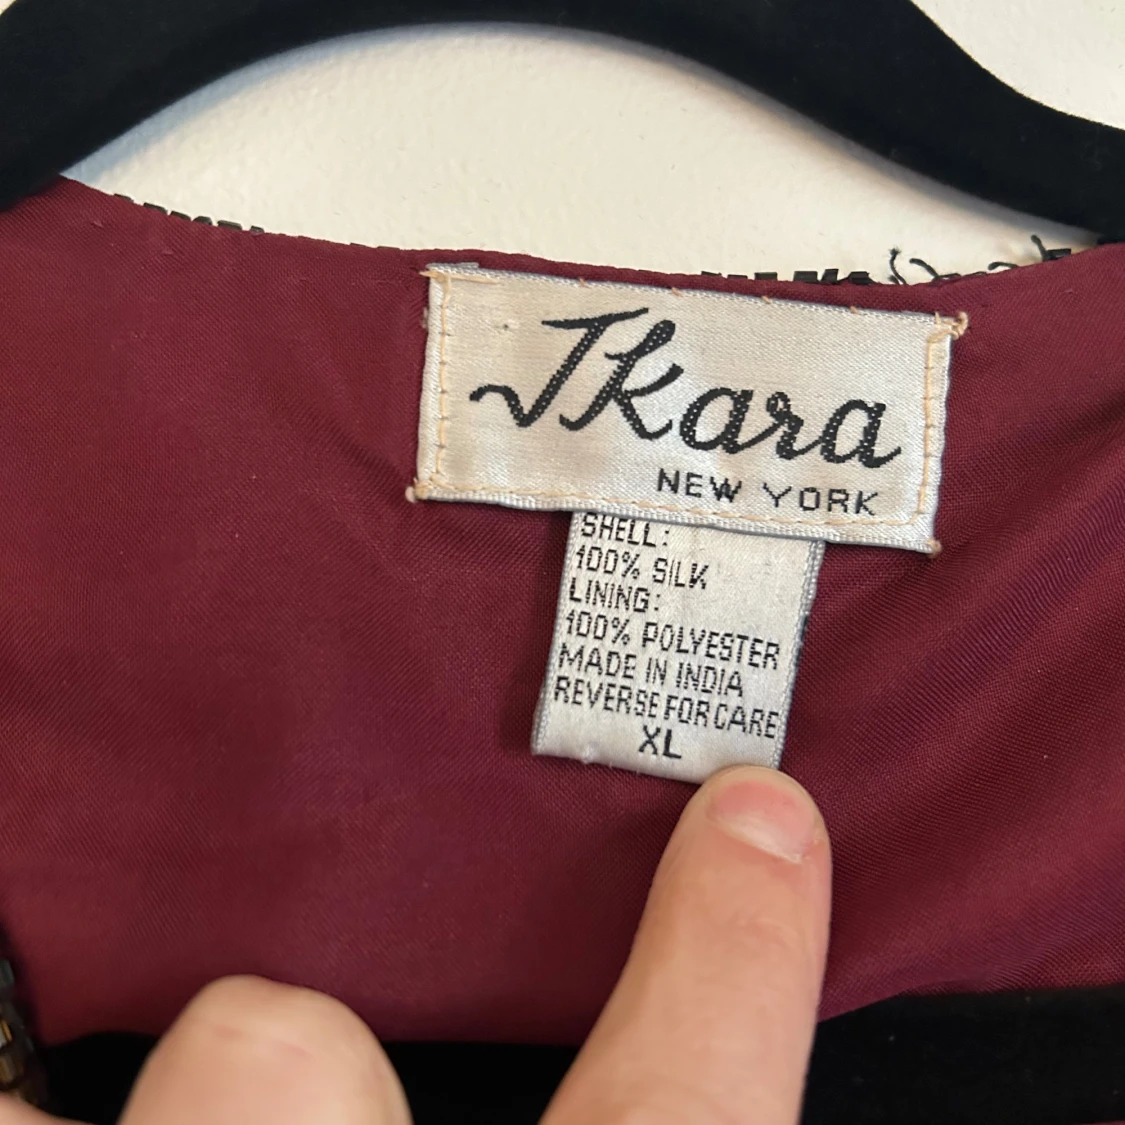 Ikara
NEW YORK
SHELL:
100% SILK
LINING:
100% POLYESTER
MADE IN INDIA
REVERSE FOR CARE
XL